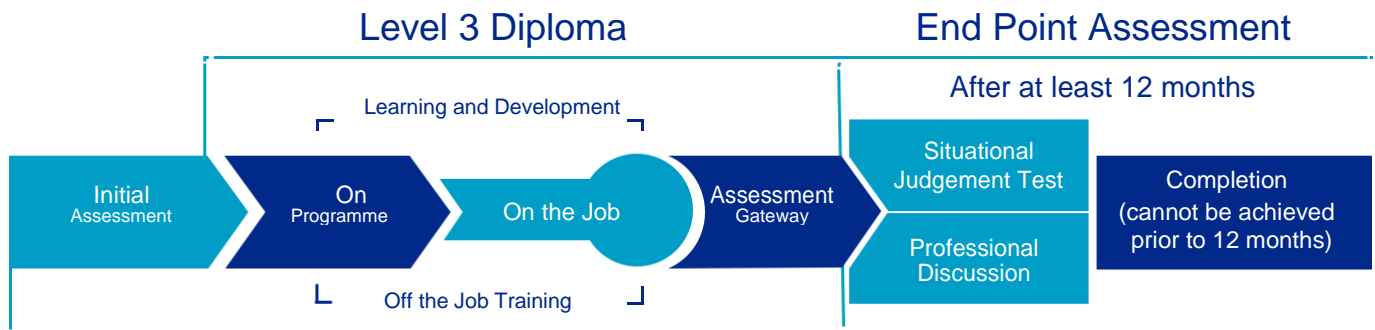 Level 3 Diploma
End Point Assessment
After at least 12 months
Learning and Development
Initial
Assessment
On
Programme
On the Job
Assessment
Gateway
Situational
Judgement Test
Professional
Discussion
Completion
(cannot be achieved
prior to 12 months)
Off the Job Training